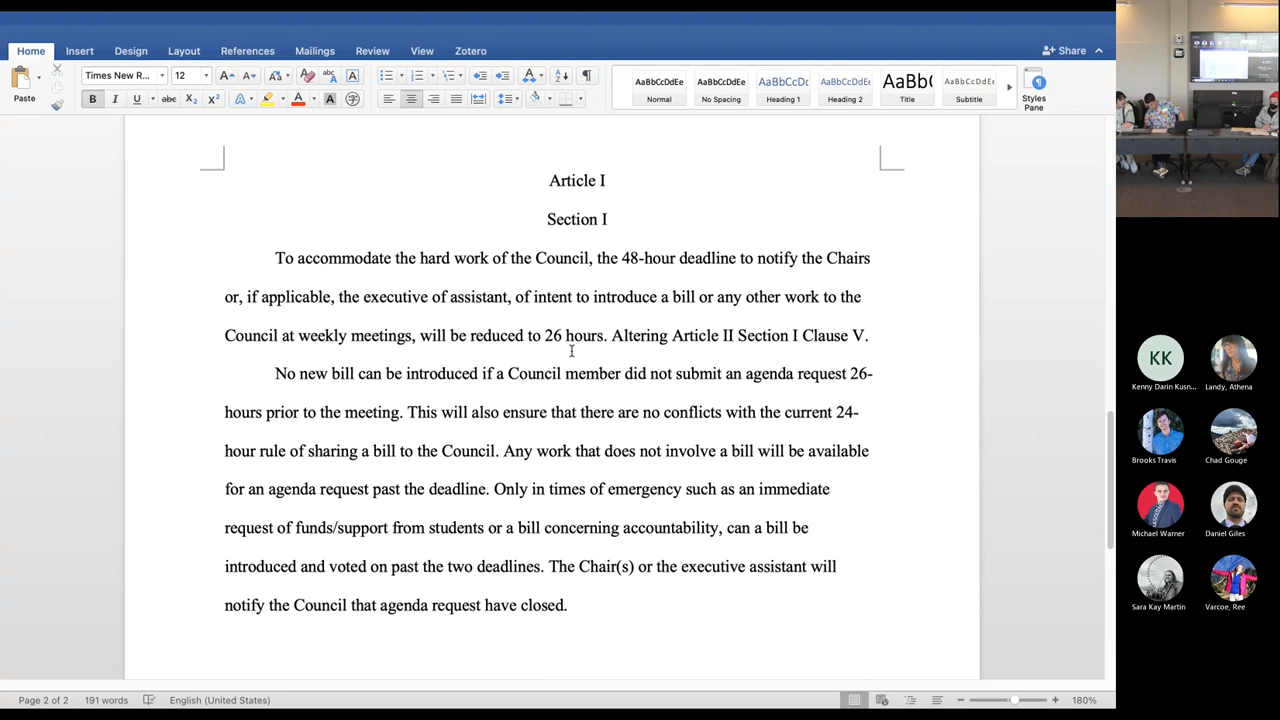 Home Insert Design Layout References Mailings Review View Zotero Share
Times New R... 12
AaBbCcDdEe AaBbCcDdEe AaBbCcDc AaBbCcDdEe AaBb( AaBbCcDdEe
Paste Normal No Spacing Heading 1 Heading 2 Title Subtitle Styles Pane
Article I
Section I
To accommodate the hard work of the Council, the 48-hour deadline to notify the Chairs
or, if applicable, the executive of assistant, of intent to introduce a bill or any other work to the
Council at weekly meetings, will be reduced to 26 hours. Altering Article II Section I Clause V.
No new bill can be introduced if a Council member did not submit an agenda request 26-
hours prior to the meeting. This will also ensure that there are no conflicts with the current 24-
hour rule of sharing a bill to the Council. Any work that does not involve a bill will be available
for an agenda request past the deadline. Only in times of emergency such as an immediate
request of funds/support from students or a bill concerning accountability, can a bill be
introduced and voted on past the two deadlines. The Chair(s) or the executive assistant will
notify the Council that agenda request have closed.
Page 2 of 2 191 words English (United States) 180%
KK
Kenny Darin Kusn... Landy, Athena
Brooks Travis Chad Gouge
Michael Warner Daniel Giles
Sara Kay Martin Varcoe, Ree